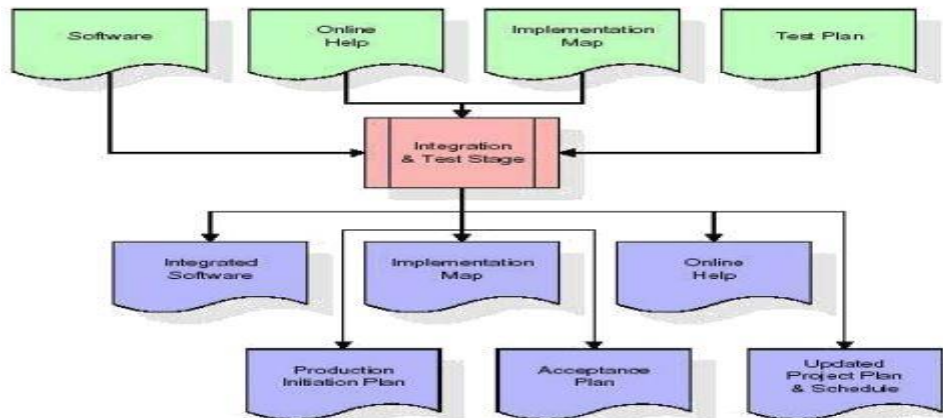 Software
Online
Help
Implementation
Map
Test Plan
Integration
& Test Stage
Integrated
Software
Implementation
Map
Online
Help
Production
Initiation Plan
Acceptance
Plan
Updated
Project Plan
& Schedule